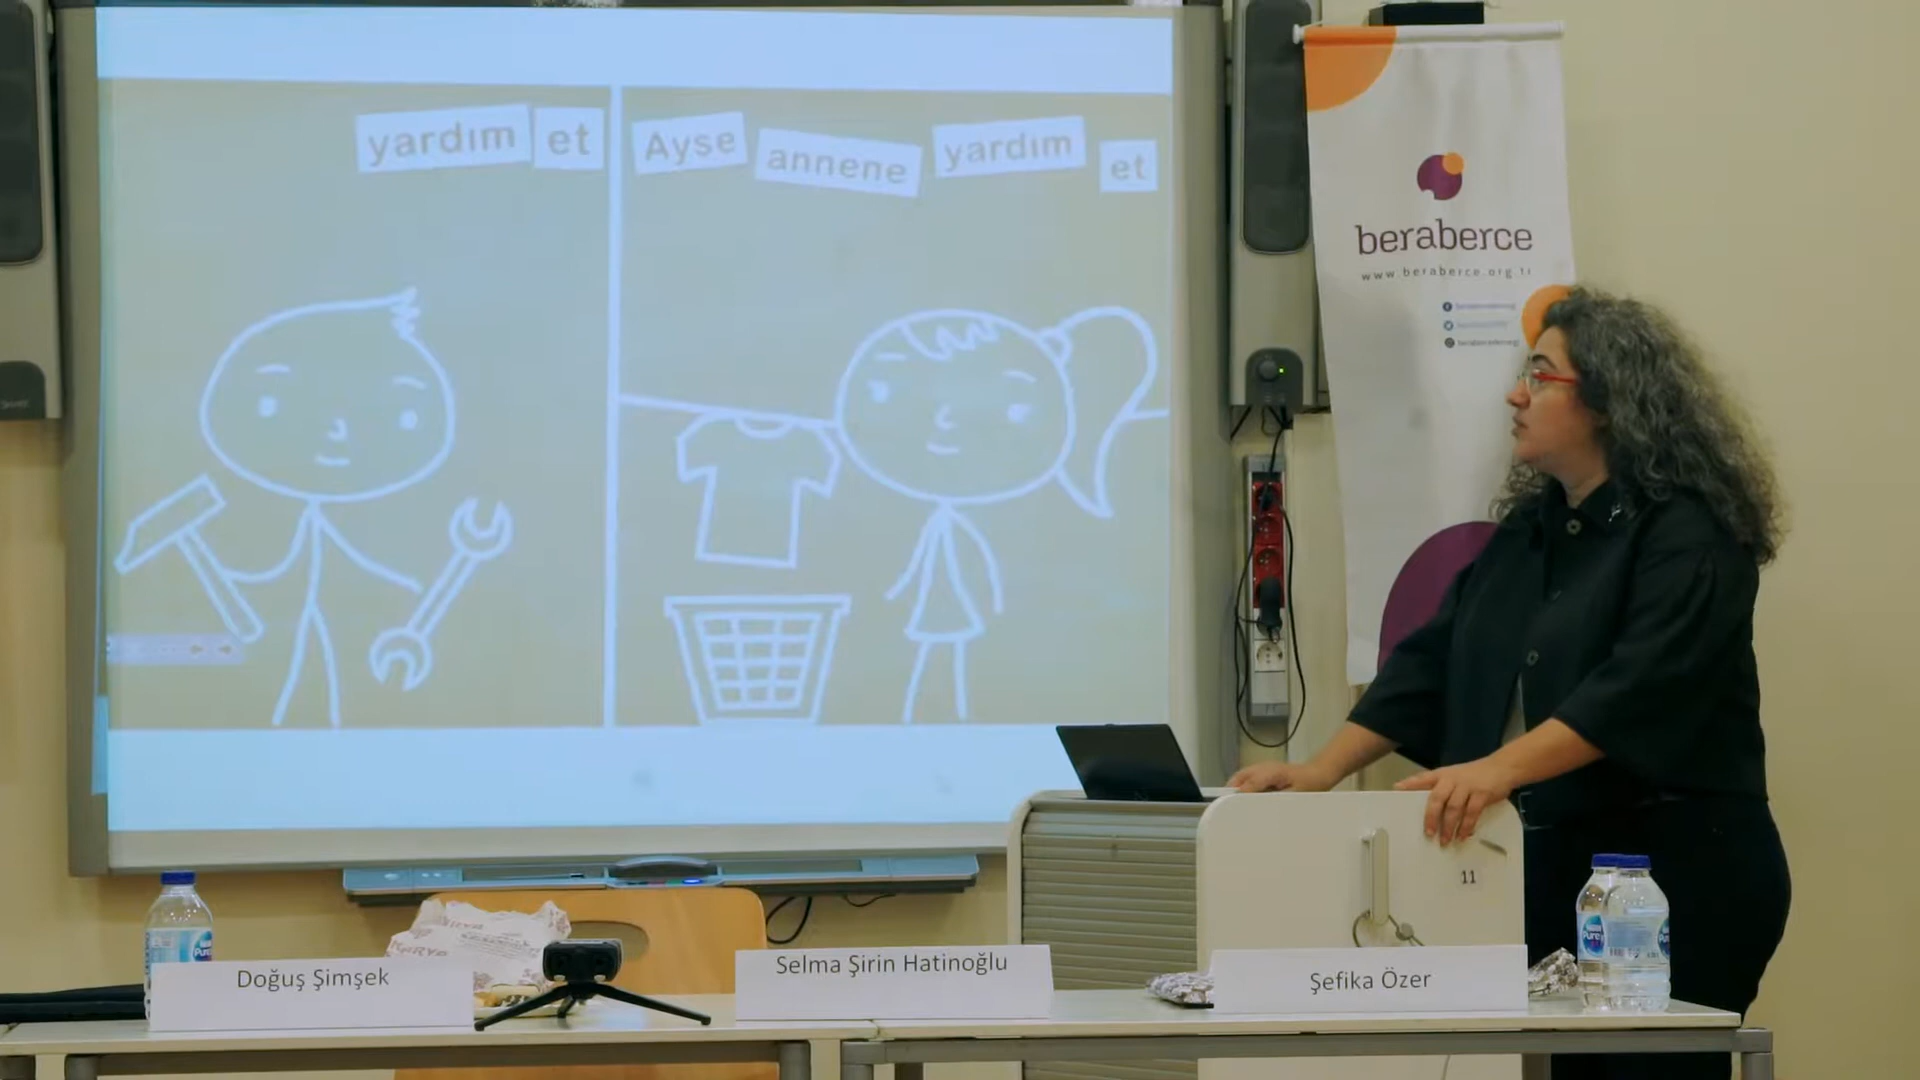 yardım et
Ayse annene yardım et
beraberce
www.beraberce.org.tr
11
Doğuş Şimşek
Selma Şirin Hatinoğlu
Şefika Özer